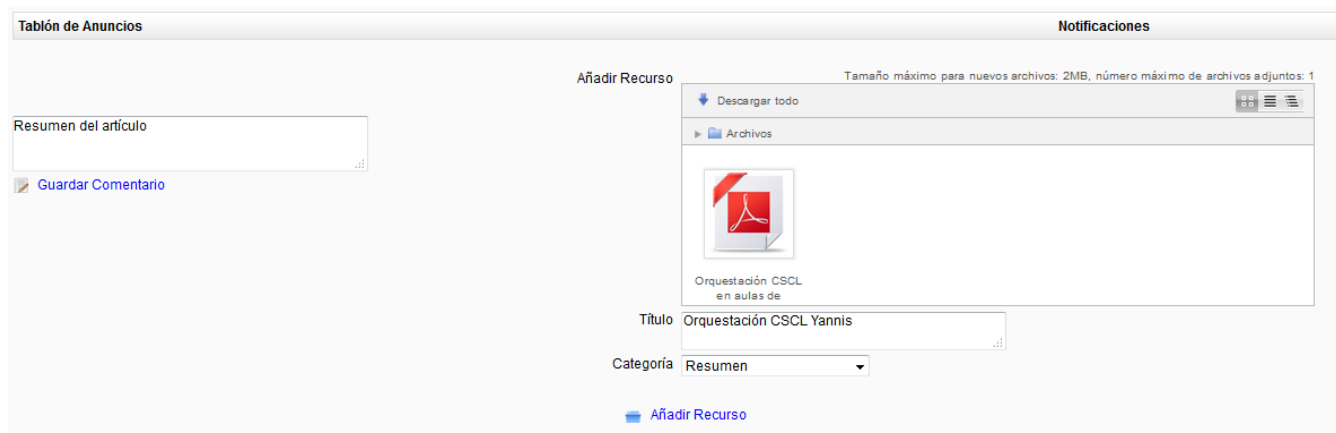 Tablón de Anuncios
Notificaciones
Añadir Recurso
Tamaño máximo para nuevos archivos: 2MB, número máximo de archivos adjuntos: 1
Descargar todo
Archivos
Resumen del artículo
Guardar Comentario
Orquestación CSCL
en aulas de
Título
Orquestación CSCL Yannis
Categoría
Resumen
Añadir Recurso